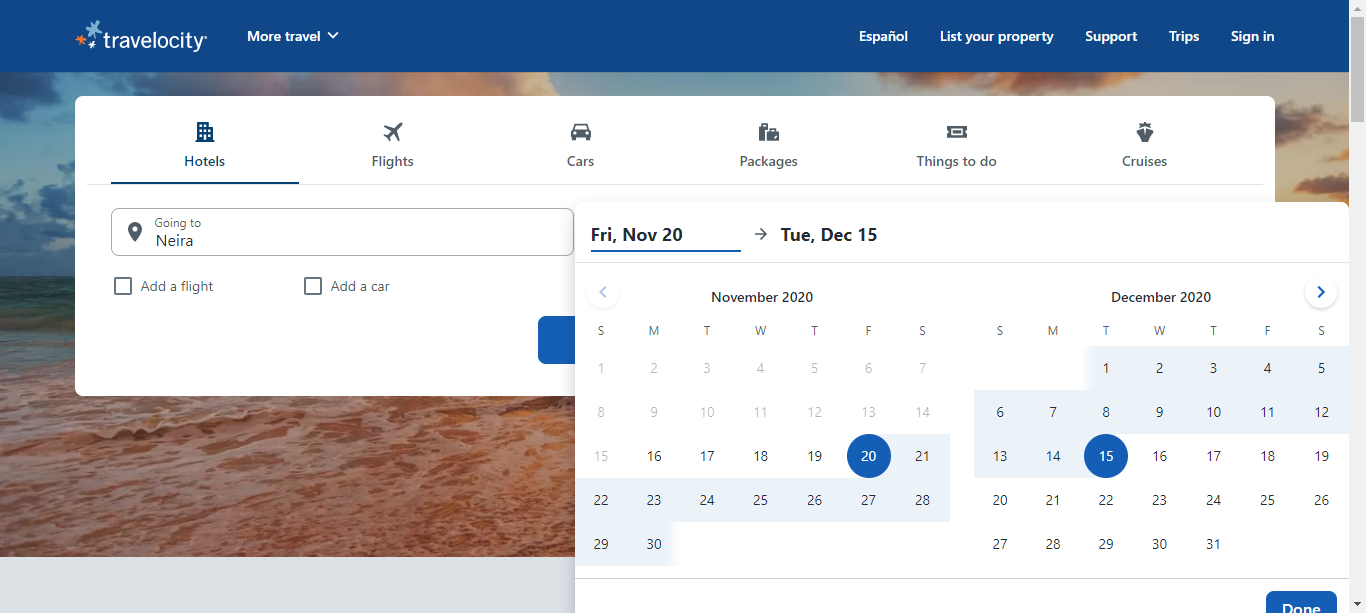 travelocity
More travel
Español
List your property
Support
Trips
Sign in
Hotels
Flights
Cars
Packages
Things to do
Cruises
Going to
Neira
Add a flight
Add a car
Fri, Nov 20
Tue, Dec 15
November 2020
S M T W T F S
1 2 3 4 5 6 7
8 9 10 11 12 13 14
15 16 17 18 19 20 21
22 23 24 25 26 27 28
29 30
December 2020
S M T W T F S
1 2 3 4 5
6 7 8 9 10 11 12
13 14 15 16 17 18 19
20 21 22 23 24 25 26
27 28 29 30 31
Done